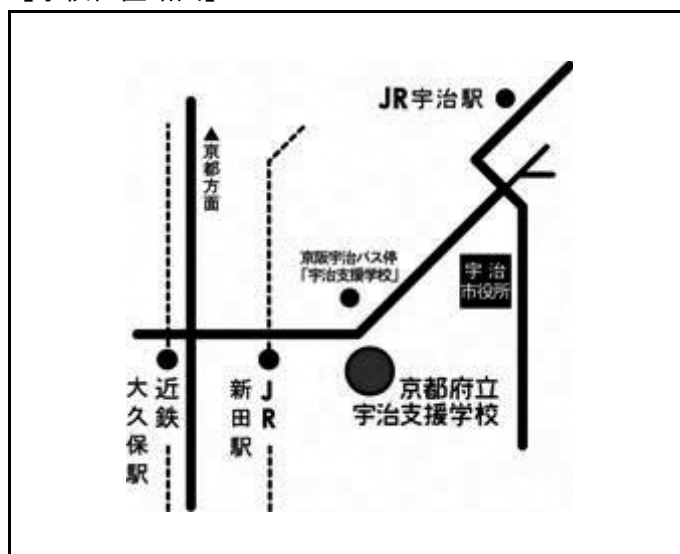 JR宇治駅
▲京都方面
京阪宇治バス停
「宇治支援学校」
宇治
市役所
京都府立
宇治支援学校
近鉄
大久保駅
JR
新田駅